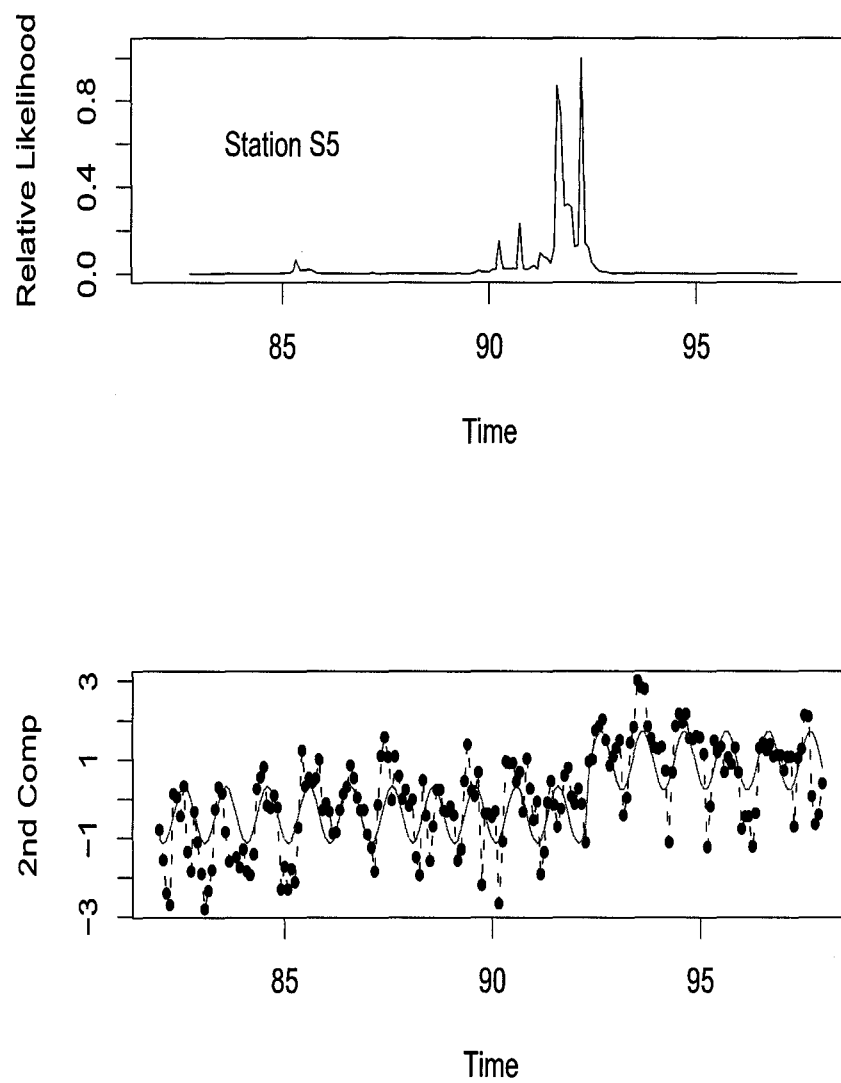 Relative Likelihood
0.8
0.4
0.0
Station S5
85 90 95
Time
2nd Comp
3
1
−1
−3
85 90 95
Time